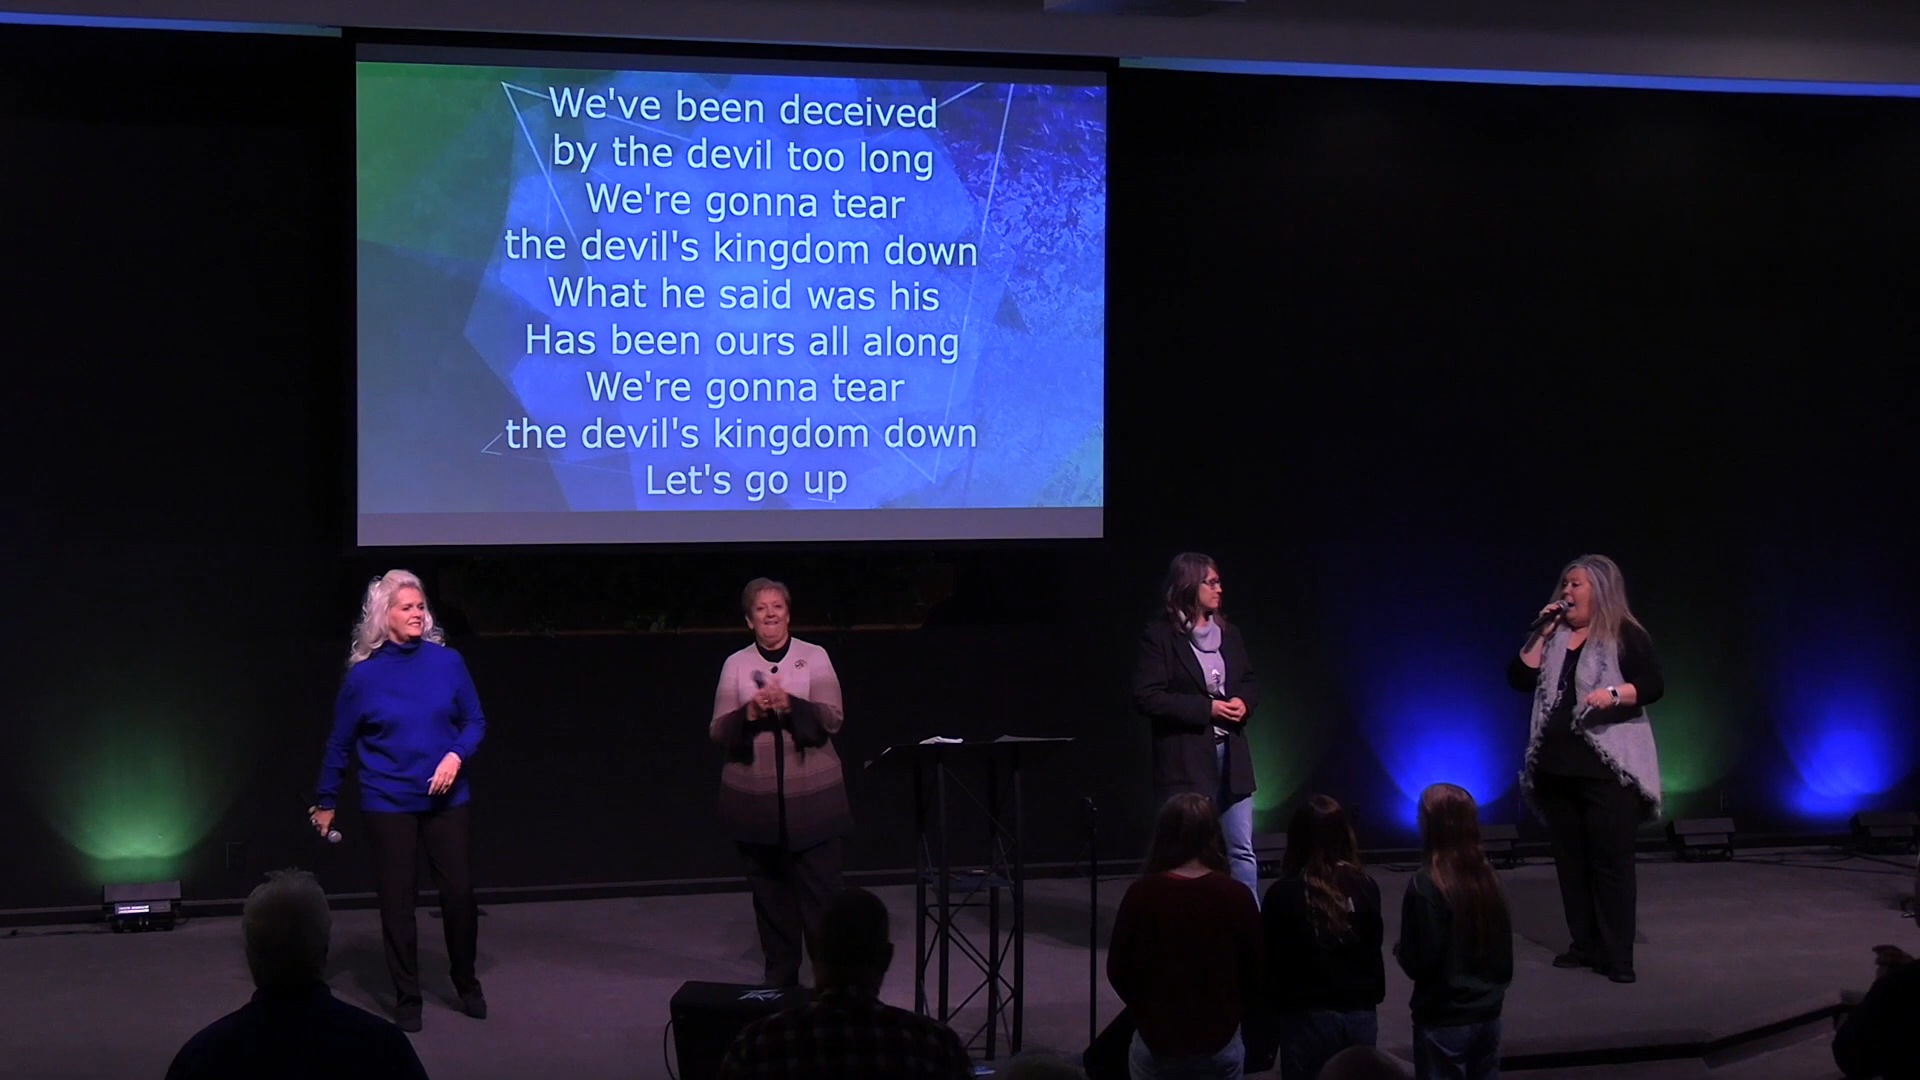 We've been deceived
by the devil too long
We're gonna tear
the devil's kingdom down
What he said was his
Has been ours all along
We're gonna tear
the devil's kingdom down
Let's go up